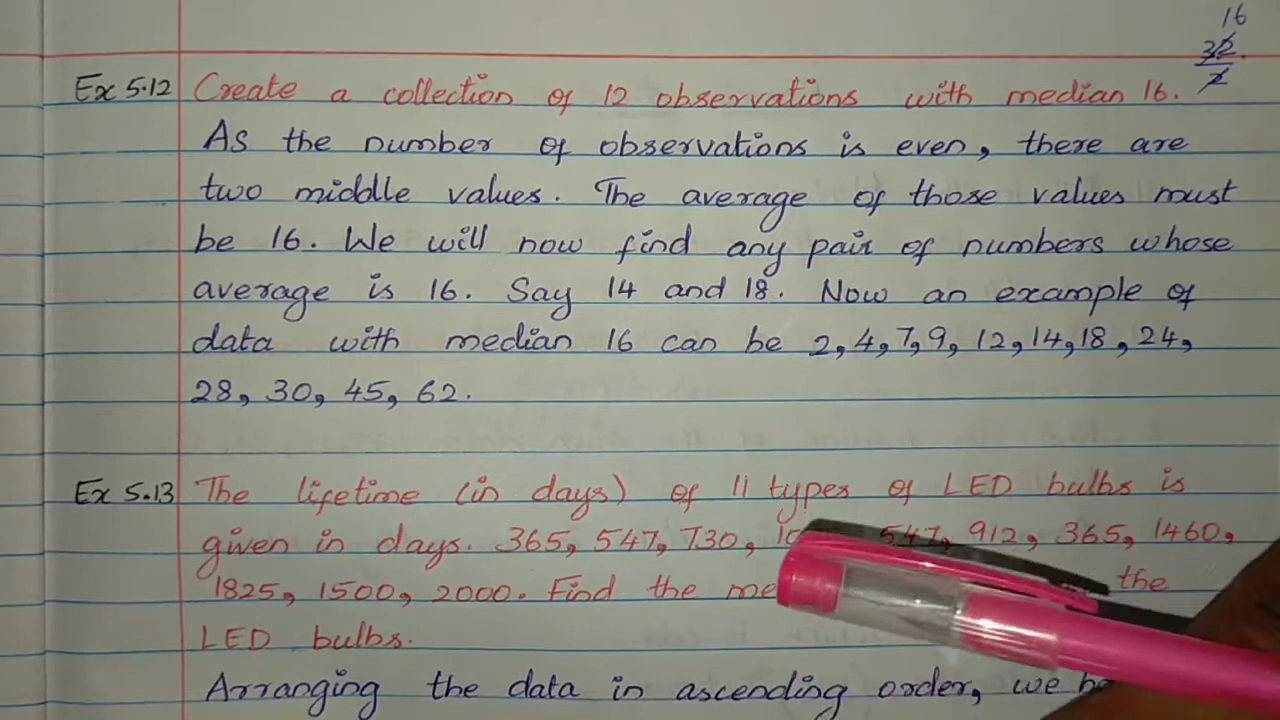 16
32
2
Ex 5.12 Create a collection of 12 observations with median 16.
As the number of observations is even, there are
two middle values. The average of those values must
be 16. We will now find any pair of numbers whose
average is 16. Say 14 and 18. Now an example of
data with median 16 can be 2, 4, 7, 9, 12, 14, 18, 24,
28, 30, 45, 62.
Ex 5.13 The lifetime (in days) of 11 types of LED bulbs is
given in days. 365, 547, 730, 547, 912, 365, 1460,
1825, 1500, 2000. Find the the
LED bulbs.
Arranging the data in ascending order, we